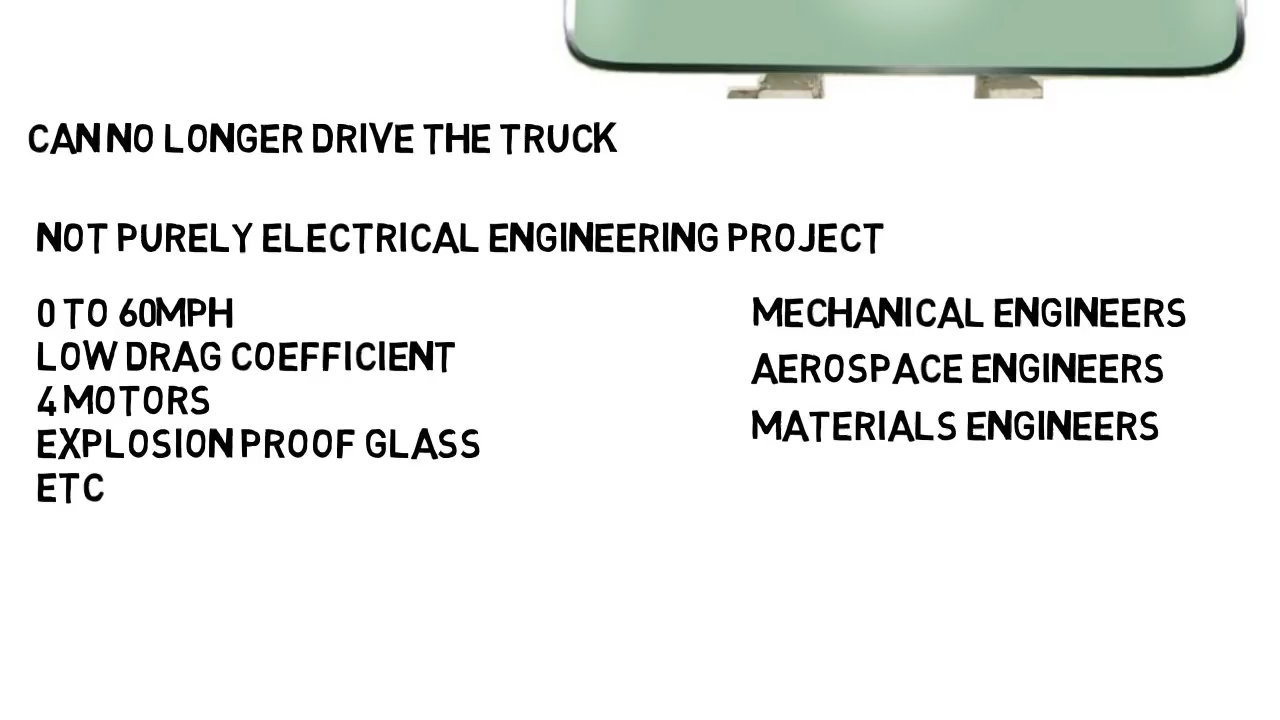 CAN NO LONGER DRIVE THE TRUCK
NOT PURELY ELECTRICAL ENGINEERING PROJECT
0 TO 60MPH
LOW DRAG COEFFICIENT
4 MOTORS
EXPLOSION PROOF GLASS
ETC
MECHANICAL ENGINEERS
AEROSPACE ENGINEERS
MATERIALS ENGINEERS